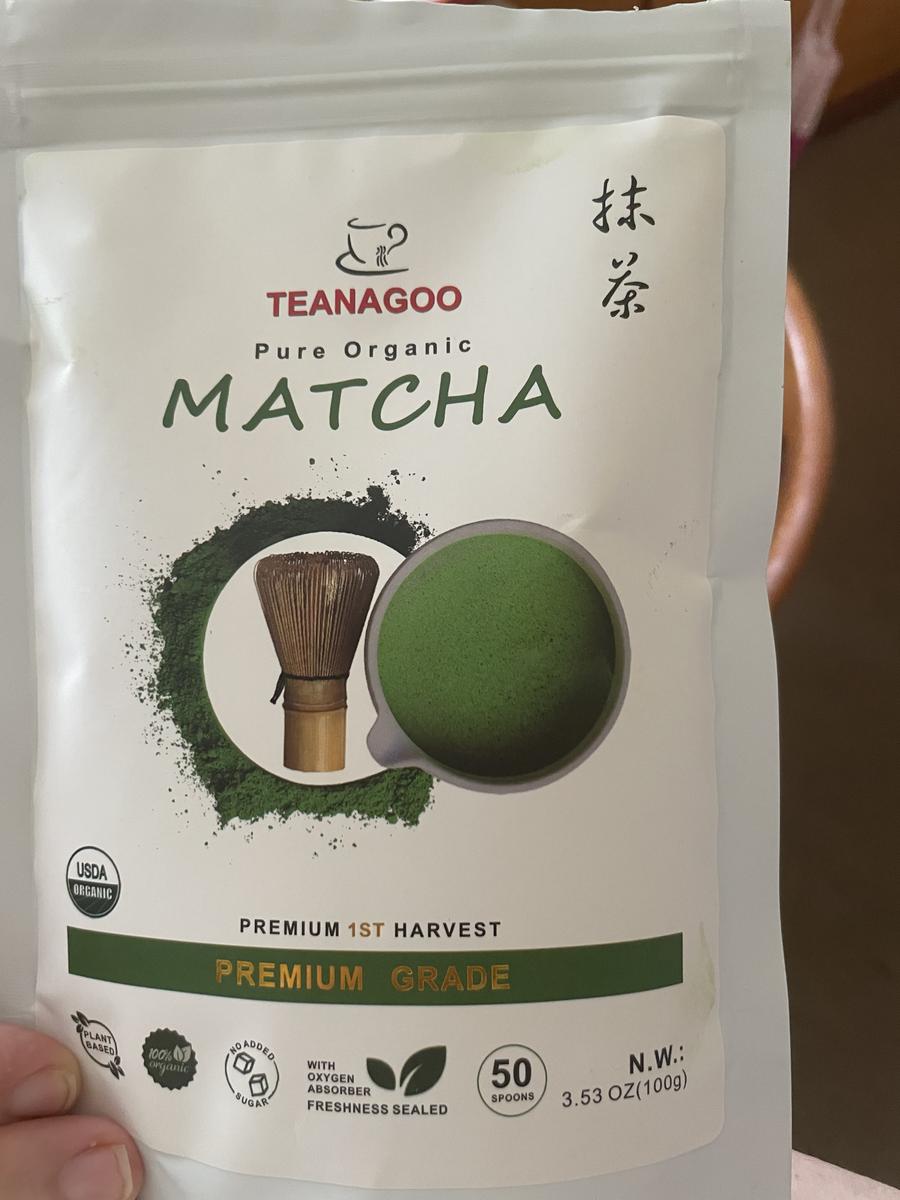 抹
茶
TEANAGOO
Pure Organic
MATCHA
USDA
ORGANIC
PREMIUM 1ST HARVEST
PREMIUM GRADE
PLANT
BASED
100%
organic
NO ADDED
SUGAR
WITH
OXYGEN
ABSORBER
FRESHNESS SEALED
50
SPOONS
N.W.:
3.53 OZ(100g)